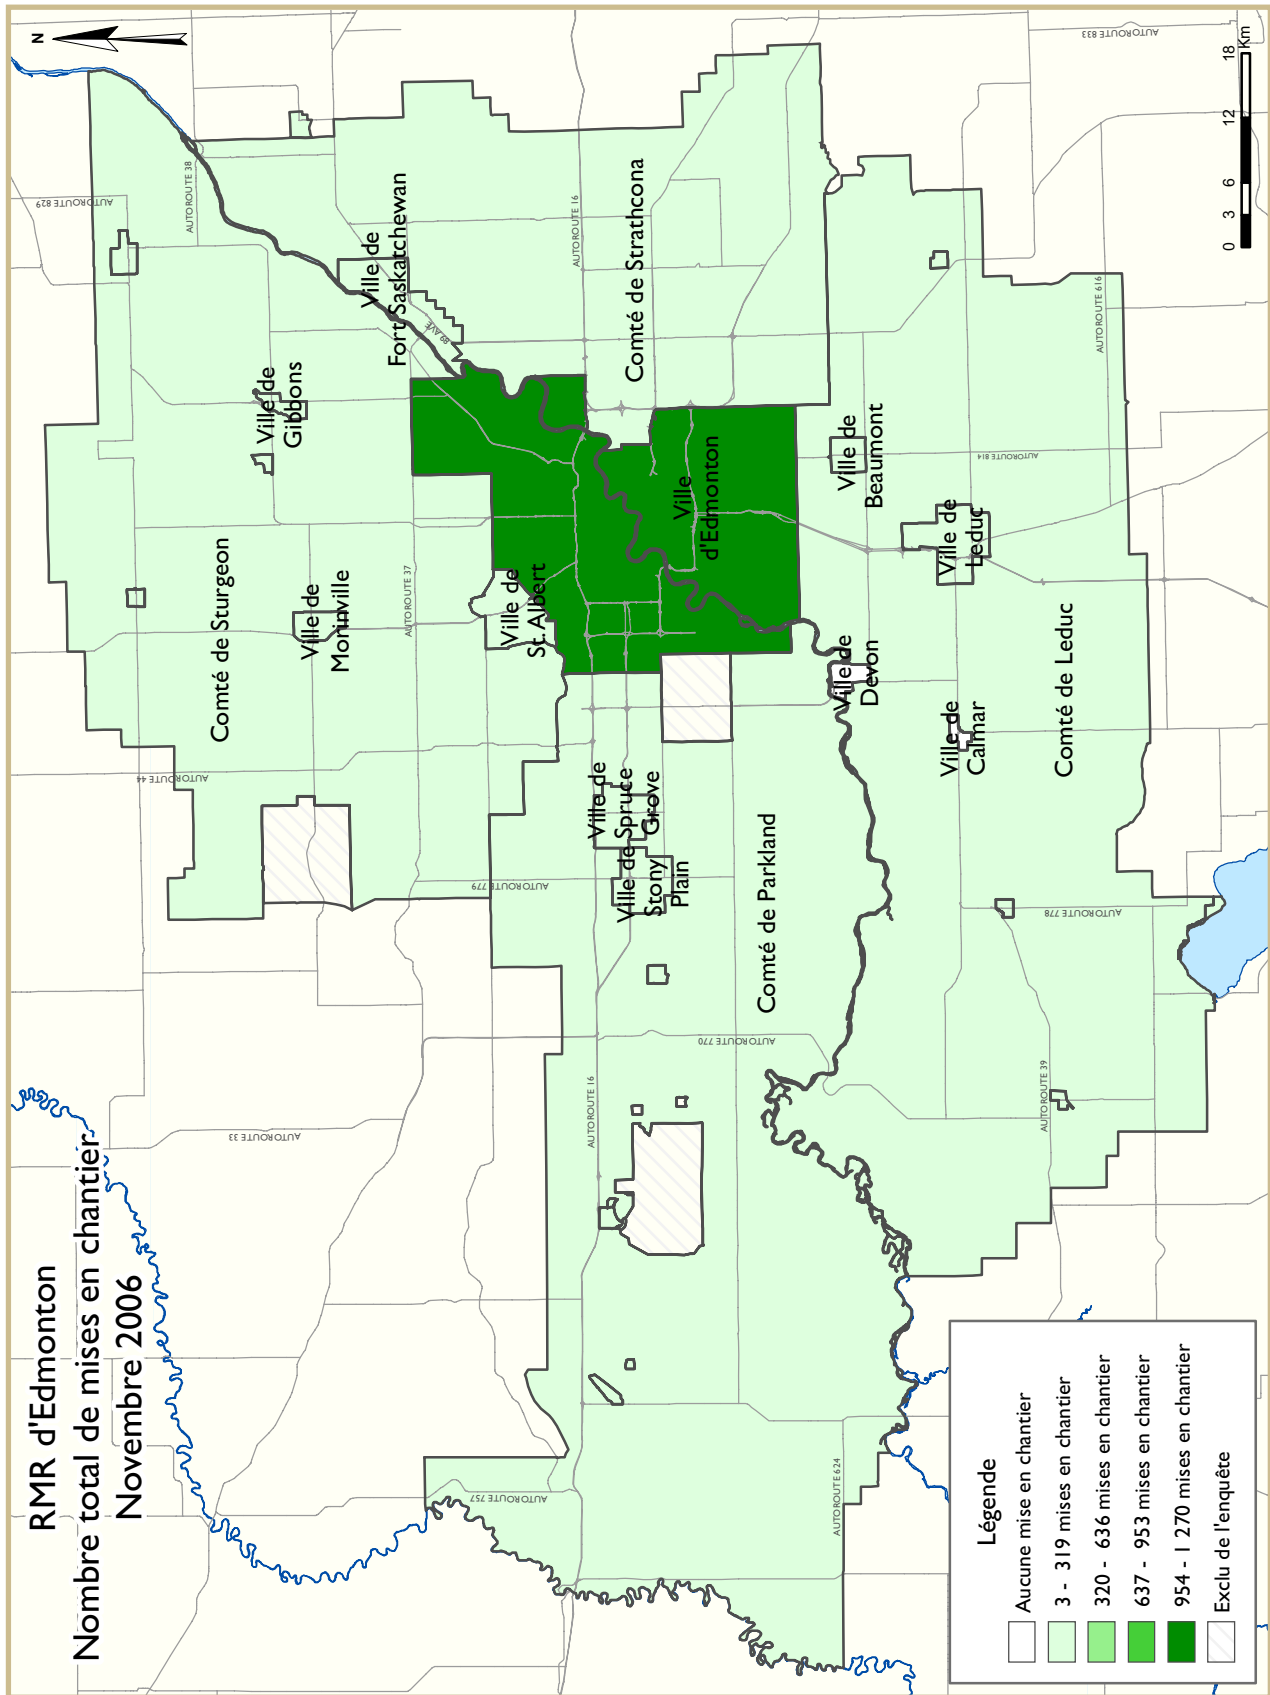 RMR d'Edmonton
Nombre total de mises en chantier
Novembre 2006
N
AUTOROUTE 829
AUTOROUTE 38
AUTOROUTE 833
Ville de
Fort Saskatchewan
89 AVE
AUTOROUTE 16
Comté de Strathcona
Ville de
Gibbons
Comté de Sturgeon
Ville de
Morinville
AUTOROUTE 37
AUTOROUTE 44
Ville de
St. Albert
Ville
d'Edmonton
Ville de
Beaumont
AUTOROUTE 814
AUTOROUTE 616
Ville de
Leduc
Ville de
Devon
Ville de
Calmar
Comté de Leduc
Ville de
Spruce
Grove
Ville de
Stony
Plain
AUTOROUTE 779
Comté de Parkland
AUTOROUTE 778
AUTOROUTE 770
AUTOROUTE 16
AUTOROUTE 39
AUTOROUTE 33
AUTOROUTE 757
AUTOROUTE 624
0 3 6 12 18
Km
Légende
Aucune mise en chantier
3 - 319 mises en chantier
320 - 636 mises en chantier
637 - 953 mises en chantier
954 - 1 270 mises en chantier
Exclu de l'enquête